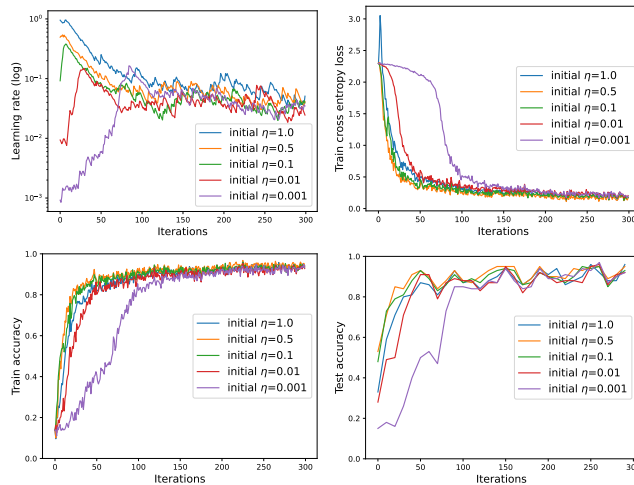 Learning rate (log)
10⁰
10⁻¹
10⁻²
10⁻³
initial η=1.0
initial η=0.5
initial η=0.1
initial η=0.01
initial η=0.001
0 50 100 150 200 250 300
Iterations
Train cross entropy loss
3.0
2.5
2.0
1.5
1.0
0.5
0.0
initial η=1.0
initial η=0.5
initial η=0.1
initial η=0.01
initial η=0.001
0 50 100 150 200 250 300
Iterations
Train accuracy
1.0
0.8
0.6
0.4
0.2
0.0
initial η=1.0
initial η=0.5
initial η=0.1
initial η=0.01
initial η=0.001
0 50 100 150 200 250 300
Iterations
Test accuracy
1.0
0.8
0.6
0.4
0.2
0.0
initial η=1.0
initial η=0.5
initial η=0.1
initial η=0.01
initial η=0.001
0 50 100 150 200 250 300
Iterations